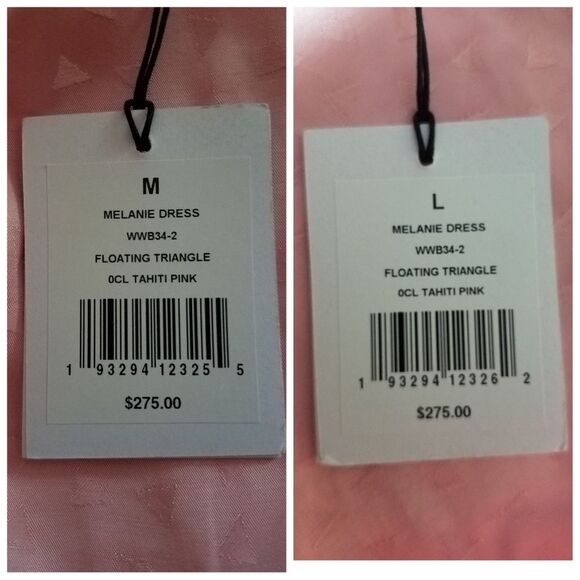 M
MELANIE DRESS
WWB34-2
FLOATING TRIANGLE
0CL TAHITI PINK
1 93294 12325 5
$275.00
L
MELANIE DRESS
WWB34-2
FLOATING TRIANGLE
0CL TAHITI PINK
1 93294 12326 2
$275.00